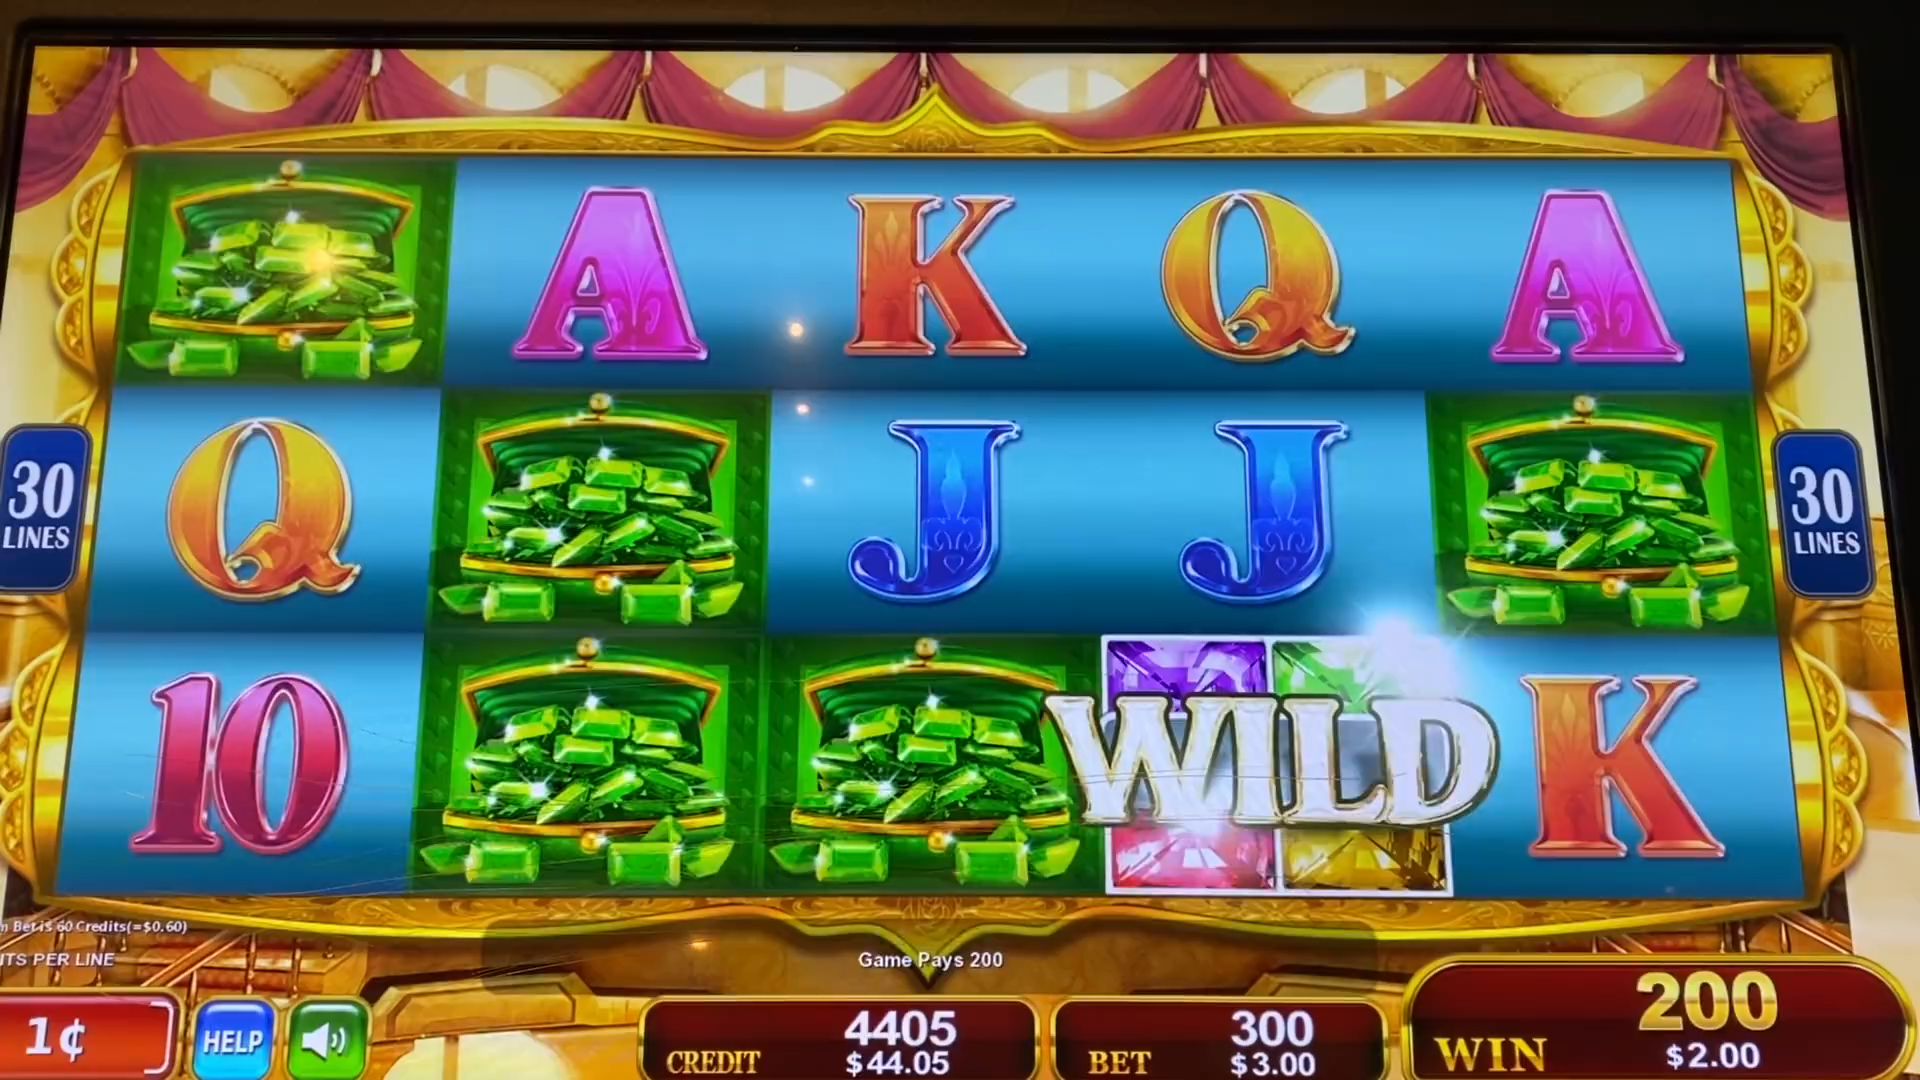 A K Q A
30
LINES
Q J J
30
LINES
10 WILD K
Bet is 60 Credits(=$0.60)
PER LINE
Game Pays 200
1¢
HELP
CREDIT
4405
$44.05
BET
300
$3.00
WIN
200
$2.00